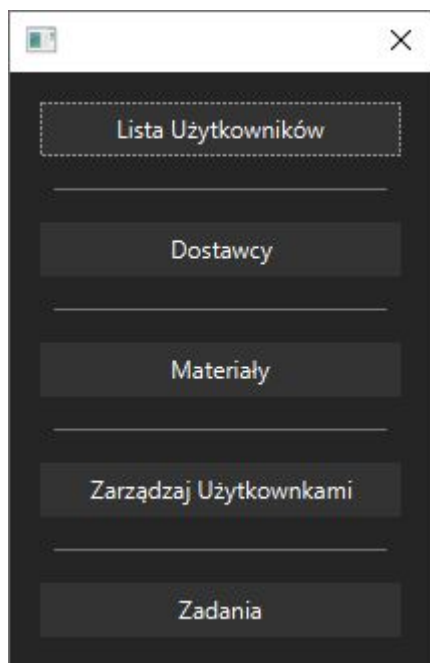 Lista Użytkowników
Dostawcy
Materiały
Zarządzaj Użytkownkami
Zadania